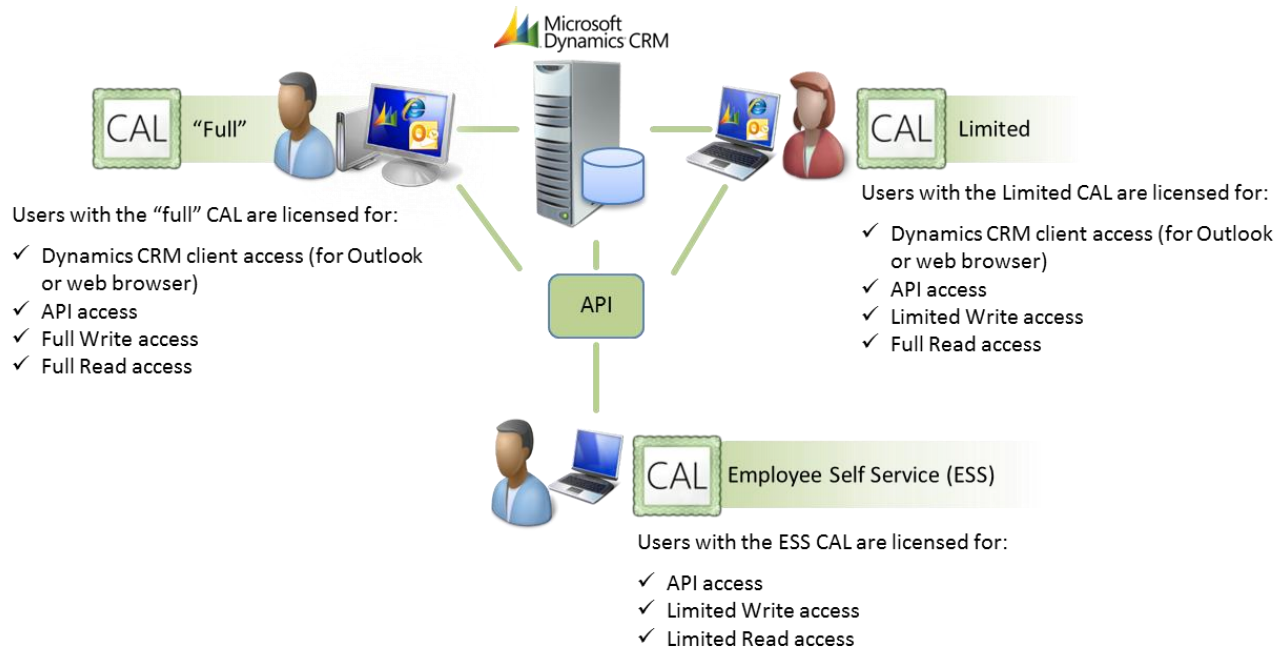 Microsoft
Dynamics CRM
CAL
"Full"
Users with the "full" CAL are licensed for:
✓ Dynamics CRM client access (for Outlook
or web browser)
✓ API access
✓ Full Write access
✓ Full Read access
CAL
Limited
Users with the Limited CAL are licensed for:
✓ Dynamics CRM client access (for Outlook
or web browser)
✓ API access
✓ Limited Write access
✓ Full Read access
API
CAL
Employee Self Service (ESS)
Users with the ESS CAL are licensed for:
✓ API access
✓ Limited Write access
✓ Limited Read access